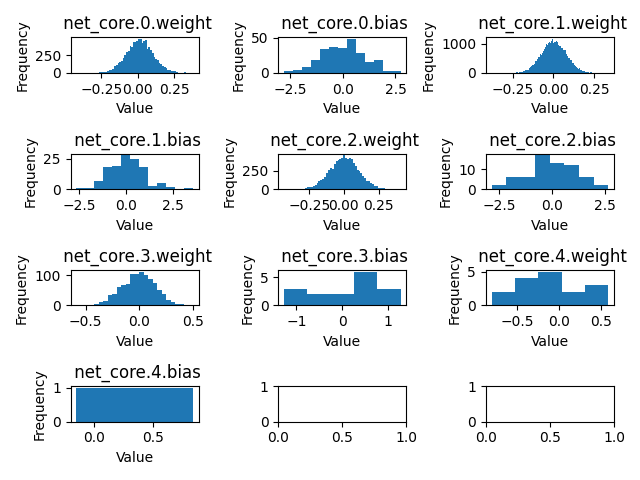 net_core.0.weight
net_core.0.bias
net_core.1.weight
Frequency
250
0
−0.25 0.00 0.25
Value
Frequency
50
0
−2.5 0.0 2.5
Value
Frequency
1000
0
−0.25 0.00 0.25
Value
net_core.1.bias
net_core.2.weight
net_core.2.bias
Frequency
25
0
−2.5 0.0 2.5
Value
Frequency
250
0
−0.25 0.00 0.25
Value
Frequency
10
0
−2.5 0.0 2.5
Value
net_core.3.weight
net_core.3.bias
net_core.4.weight
Frequency
100
0
−0.5 0.0 0.5
Value
Frequency
5
0
−1 0 1
Value
Frequency
5
0
−0.5 0.0 0.5
Value
net_core.4.bias
Frequency
1
0
0.0 0.5
Value
1
0
0.0 0.5 1.0
1
0
0.0 0.5 1.0